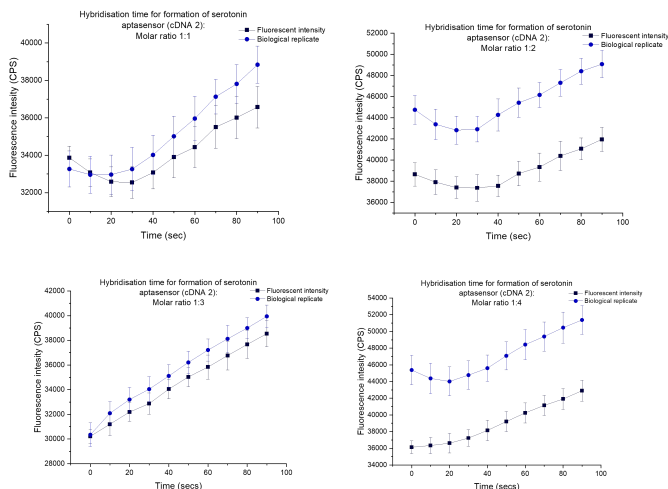 Hybridisation time for formation of serotonin
aptasensor (cDNA 2):
Molar ratio 1:1
Fluorescent intensity
Biological replicate
Fluorescence intesity (CPS)
40000
38000
36000
34000
32000
0 20 40 60 80 100
Time (sec)
Hybridisation time for formation of serotonin
aptasensor (cDNA 2):
Molar ratio 1:2
Fluorescent intensity
Biological replicate
Fluorescence intesity (CPS)
52000
50000
48000
46000
44000
42000
40000
38000
36000
0 20 40 60 80 100
Time (sec)
Hybridisation time for formation of serotonin
aptasensor (cDNA 2):
Molar ratio 1:3
Fluorescent intensity
Biological replicate
Fluorescence intesity (CPS)
42000
40000
38000
36000
34000
32000
30000
28000
0 20 40 60 80 100
Time (secs)
Hybridisation time for formation of serotonin
aptasensor (cDNA 2):
Molar ratio 1:4
Fluorescent intensity
Biological replicate
Fluorescence intesity (CPS)
54000
52000
50000
48000
46000
44000
42000
40000
38000
36000
34000
0 20 40 60 80 100
Time (secs)